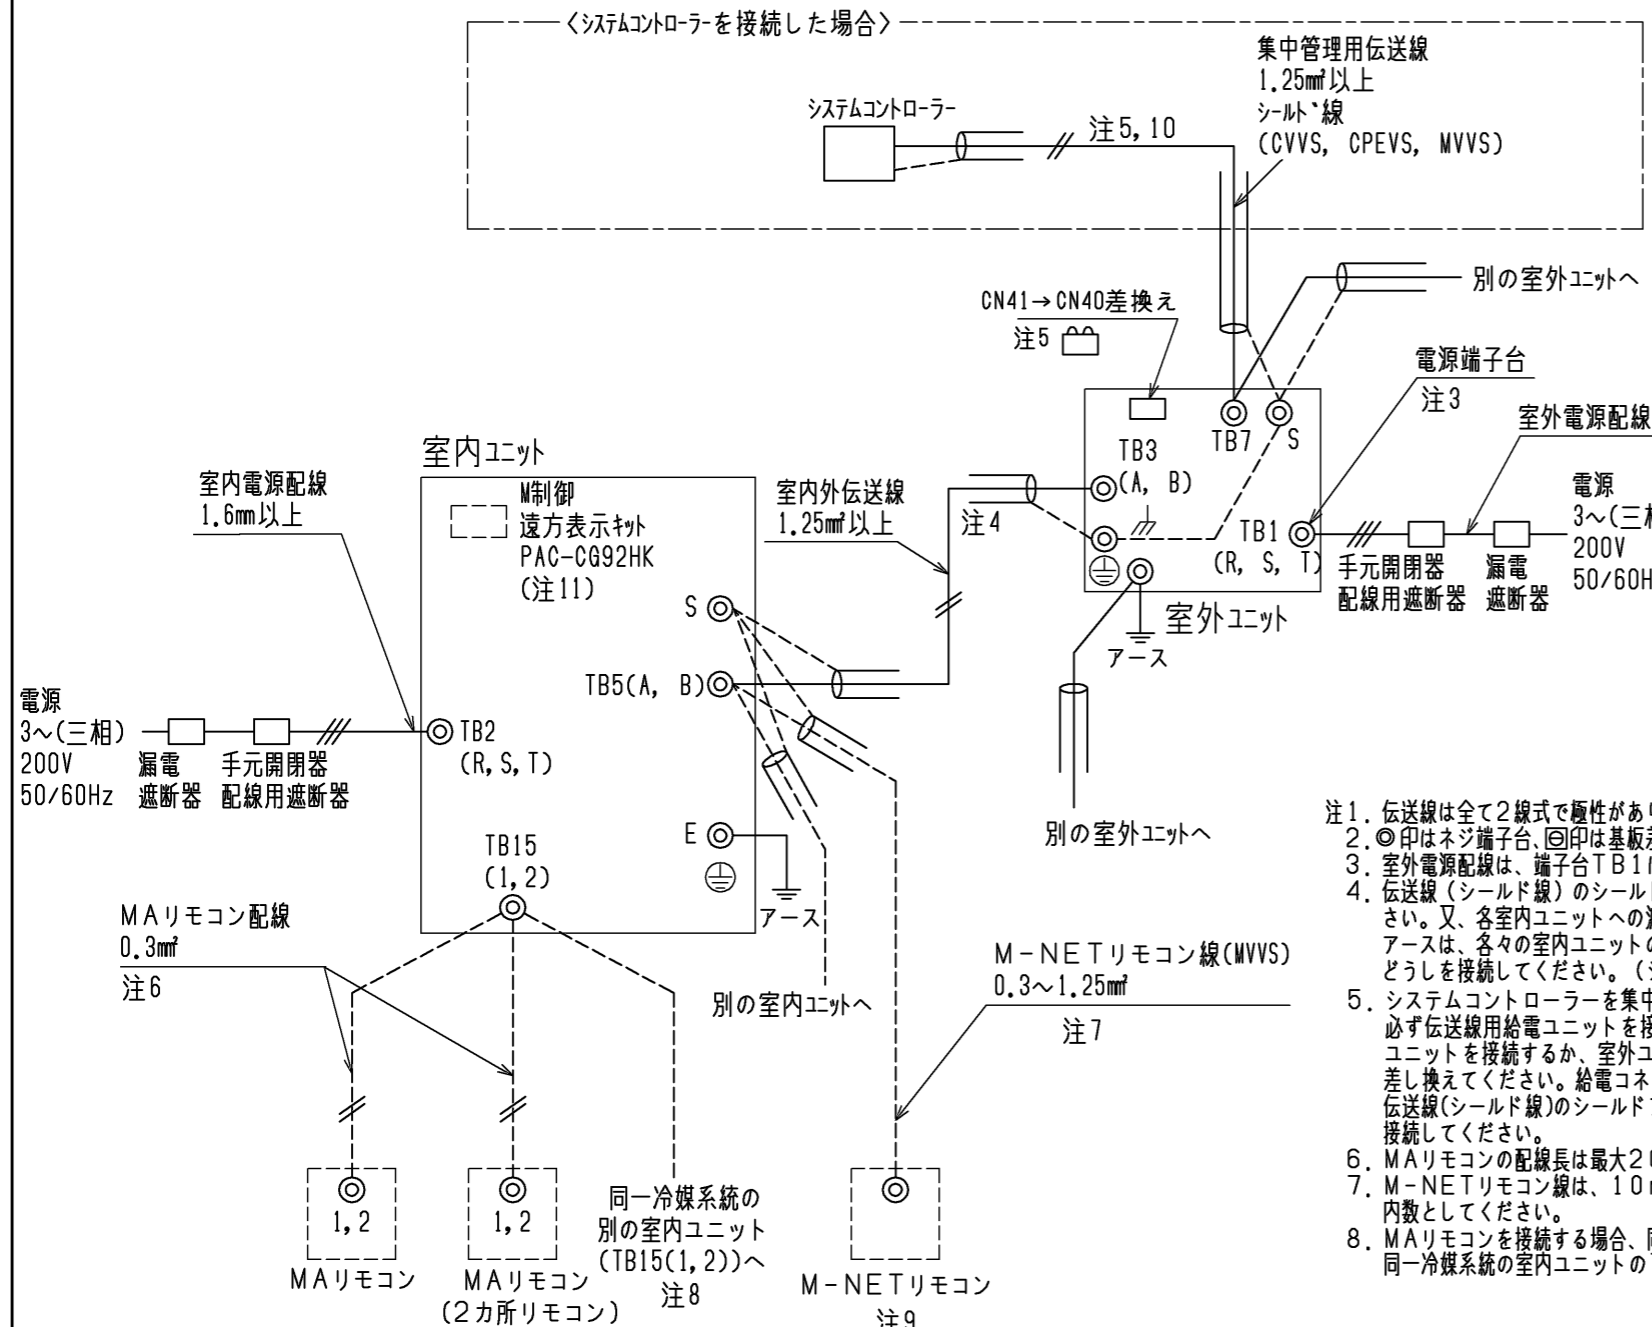 〈システムコントローラーを接続した場合〉
集中管理用伝送線
1.25㎟以上
シールド線
(CVVS, CPEVS, MVVS)
システムコントローラー
注5,10
別の室外ユニットへ
CN41→CN40差換え
注5
電源端子台
注3
室外電源配線
TB7
S
TB3
(A, B)
TB1
(R, S, T)
電源
3~(三相
200V
50/60H
手元開閉器
配線用遮断器
漏電
遮断器
室外ユニット
アース
別の室外ユニットへ
室内外伝送線
1.25㎟以上
注4
室内ユニット
M制御
遠方表示キット
PAC-CG92HK
(注11)
室内電源配線
1.6mm以上
S
TB5(A, B)
電源
3~(三相)
200V
50/60Hz
漏電
遮断器
手元開閉器
配線用遮断器
TB2
(R,S,T)
E
アース
TB15
(1,2)
MAリモコン配線
0.3㎟
注6
別の室内ユニットへ
M-NETリモコン線(MVVS)
0.3~1.25㎟
注7
1,2
MAリモコン
1,2
MAリモコン
(2カ所リモコン)
同一冷媒系統の
別の室内ユニット
(TB15(1,2))へ
注8
M-NETリモコン
注9
注1. 伝送線は全て2線式で極性があり
2. ◎印はネジ端子台、回印は基板差
3. 室外電源配線は、端子台TB1
4. 伝送線(シールド線)のシール
さい。又、各室内ユニットへの
アースは、各々の室内ユニットの
どうしを接続してください。(
5. システムコントローラーを集中
必ず伝送線用給電ユニットを接
ユニットを接続するか、室外ユ
差し換えてください。給電コネ
伝送線(シールド線)のシールド
接続してください。
6. MAリモコンの配線長は最大2
7. M-NETリモコン線は、10
内数としてください。
8. MAリモコンを接続する場合、同
同一冷媒系統の室内ユニットの